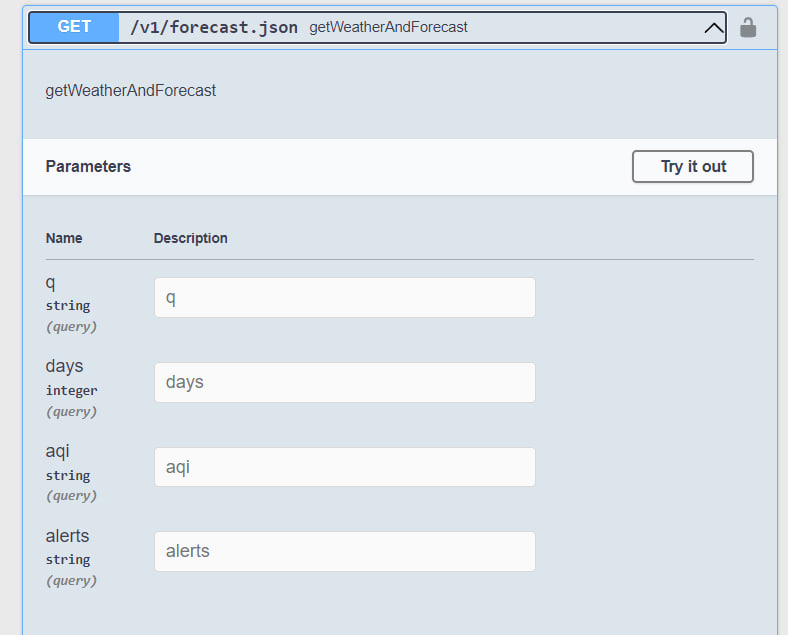 GET /v1/forecast.json getWeatherAndForecast
getWeatherAndForecast
Parameters Try it out
Name Description
q
string
(query)
q
days
integer
(query)
days
aqi
string
(query)
aqi
alerts
string
(query)
alerts